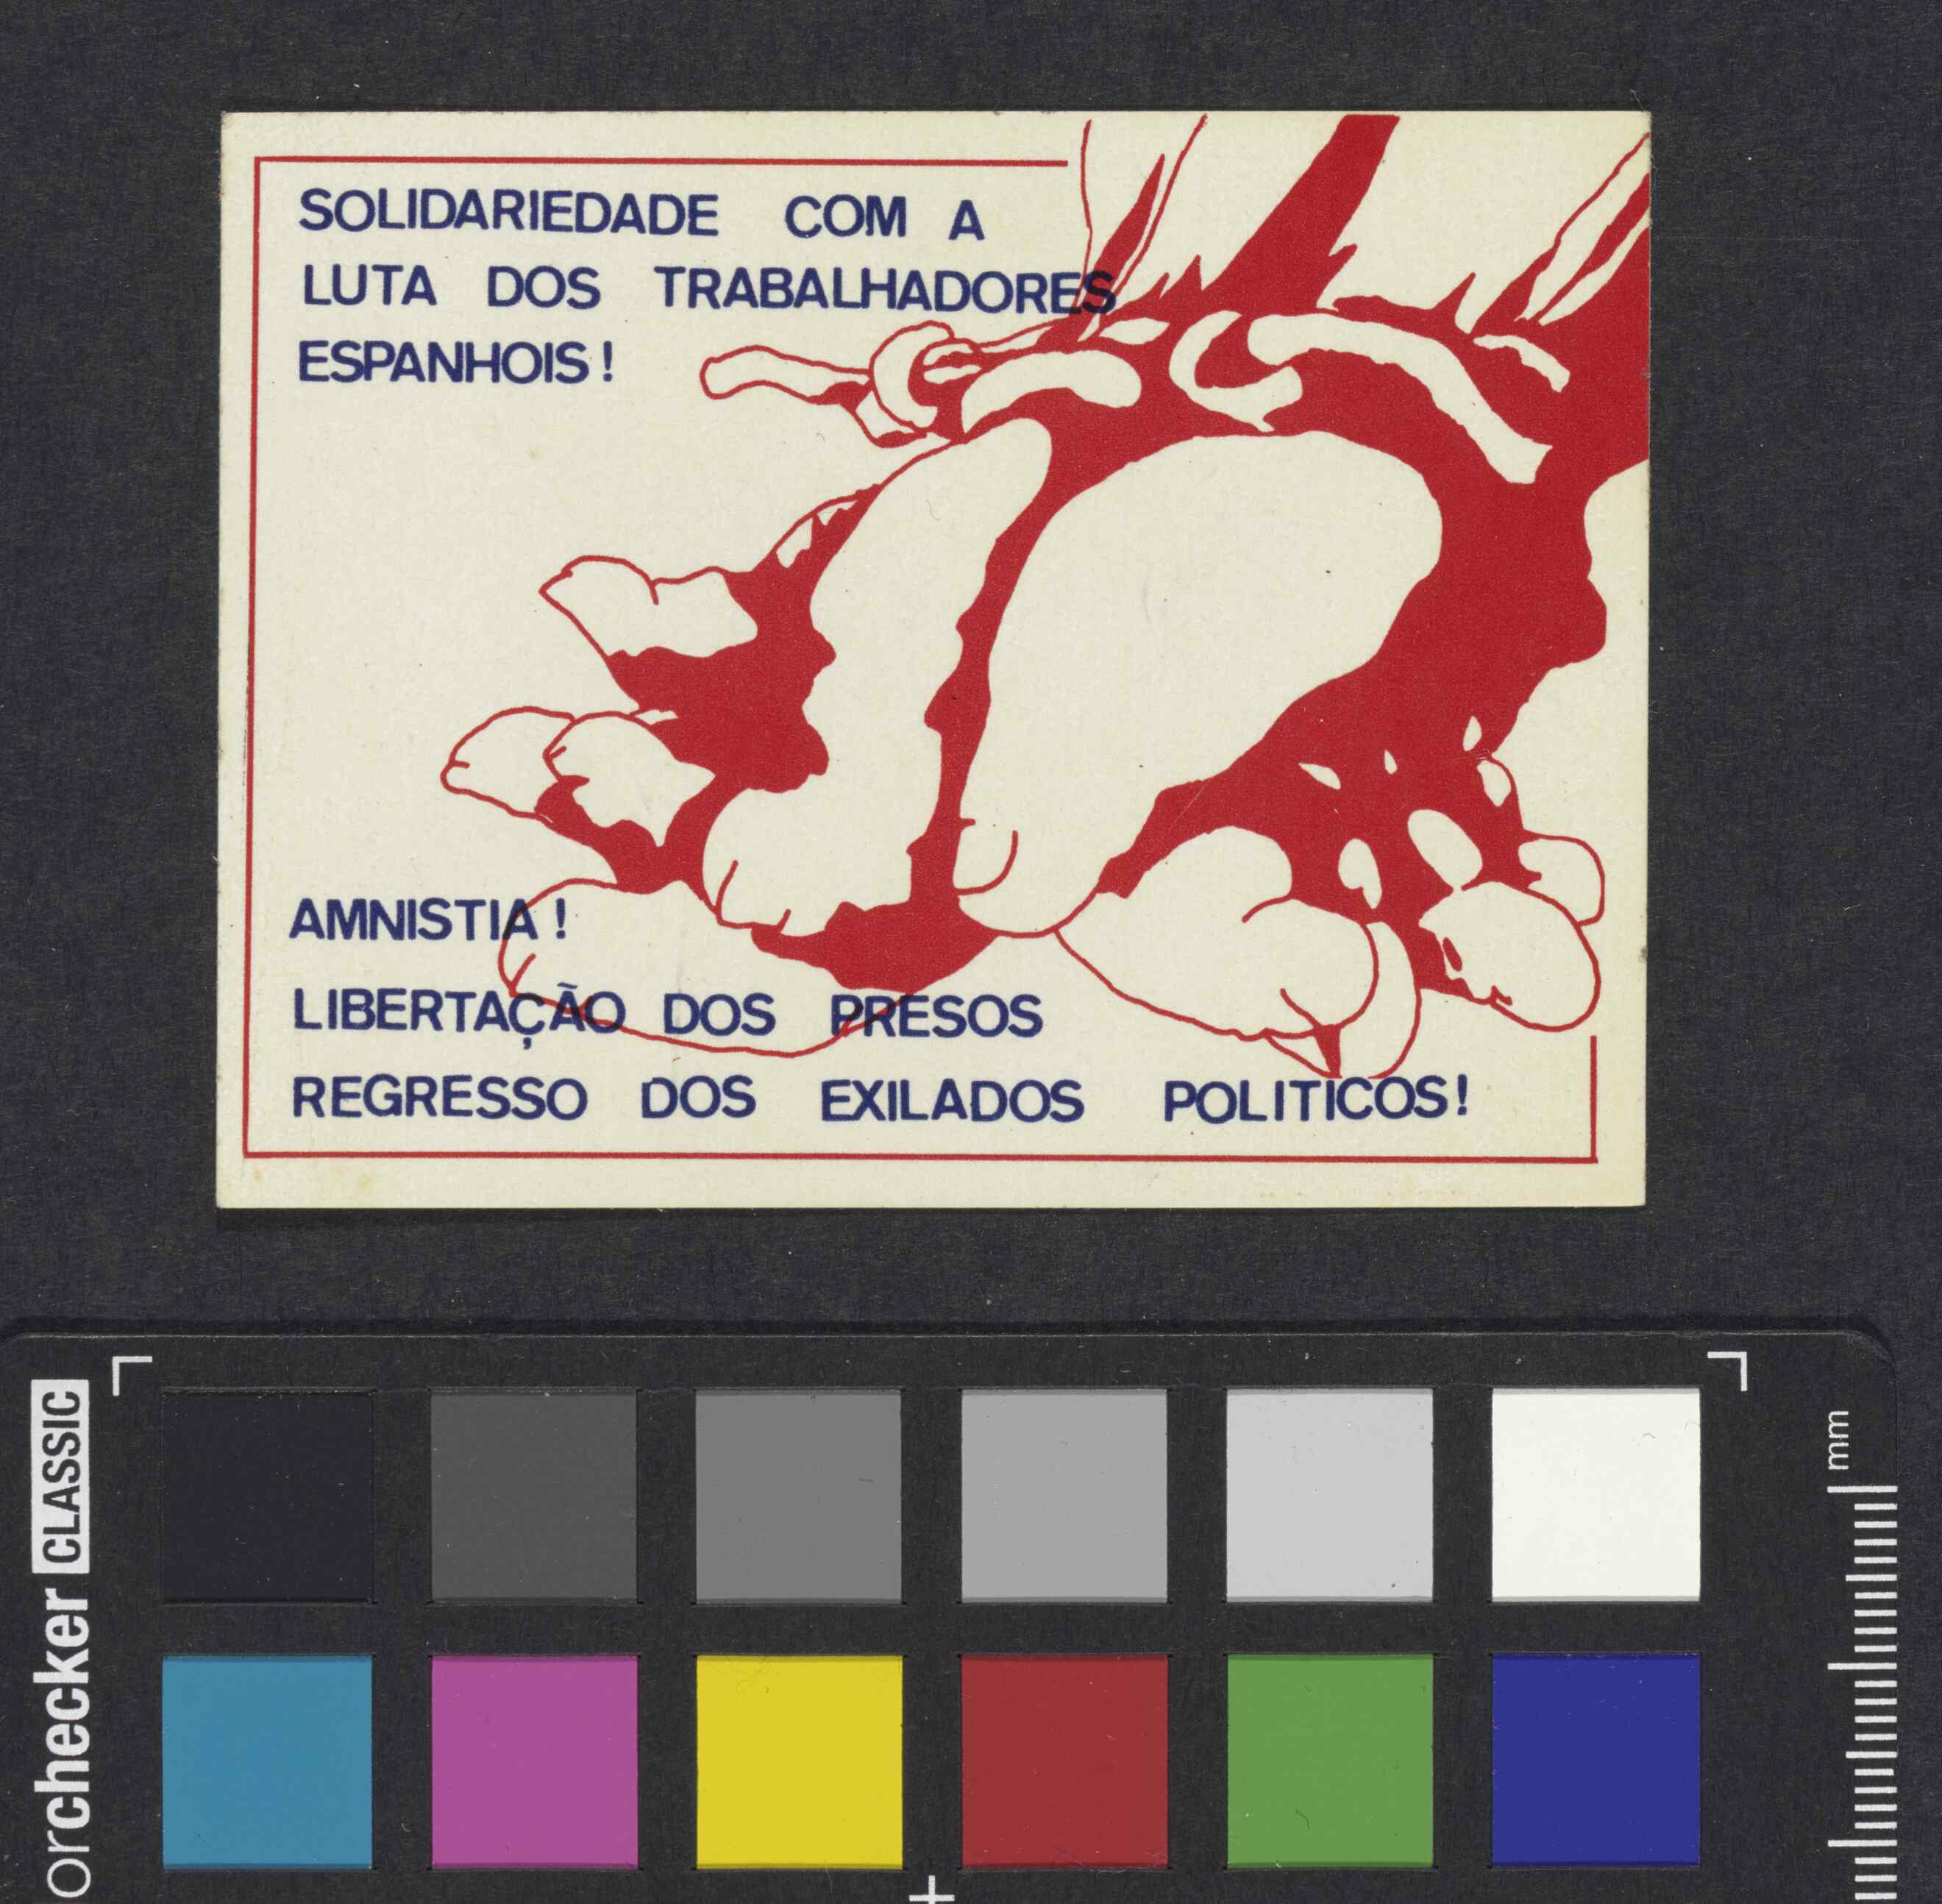 SOLIDARIEDADE COM A
LUTA DOS TRABALHADORES
ESPANHOIS!
AMNISTIA!
LIBERTAÇÃO DOS PRESOS
REGRESSO DOS EXILADOS POLITICOS!
orchecker CLASSIC
mm